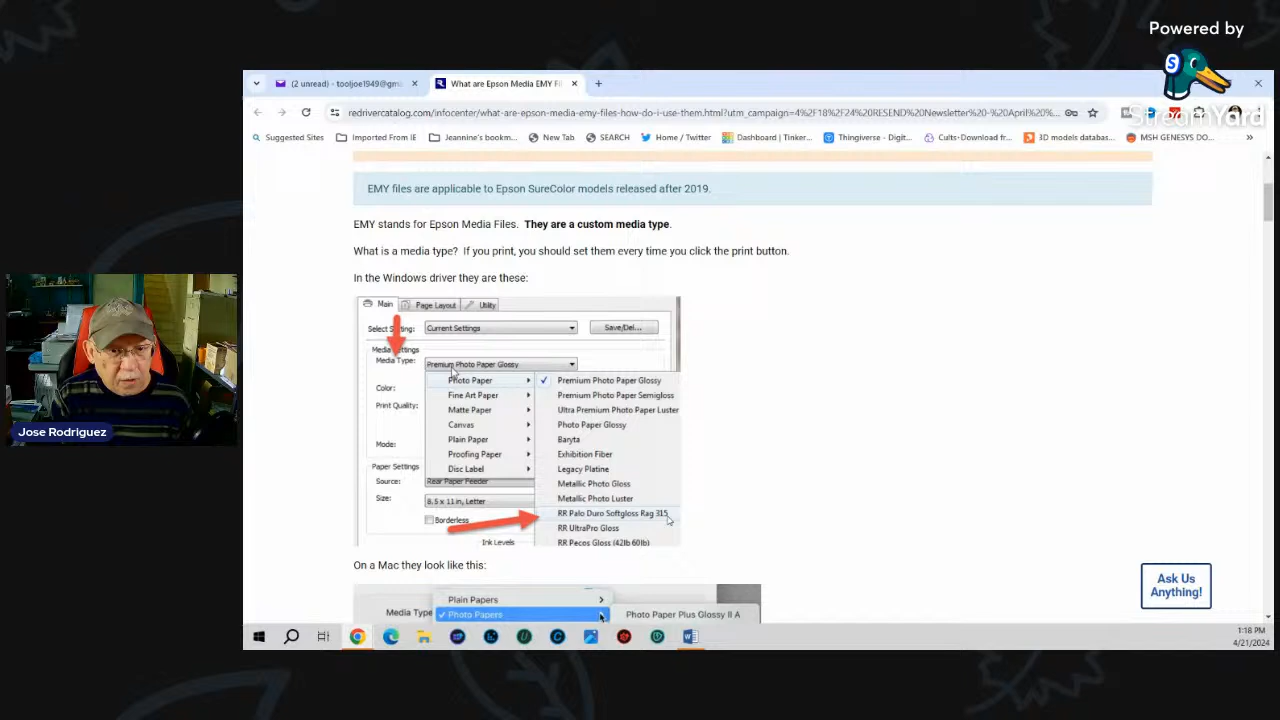 Powered by
S
StreamYard
(2 unread) - tooljoe1949@gma
What are Epson Media EMY Fi
redrivercatalog.com/infocenter/what-are-epson-media-emy-files-how-do-i-use-them.html?utm_campaign=4%2F18%2F24%20RESEND%20Newsletter%20-%20April%20%...
Suggested Sites
Imported From IE
Jeannine's bookm...
New Tab
SEARCH
Home / Twitter
Dashboard | Tinker...
Thingiverse - Digit...
Cults-Download fr...
3D models databas...
MSH GENESYS DO...
EMY files are applicable to Epson SureColor models released after 2019.
EMY stands for Epson Media Files. They are a custom media type.
What is a media type? If you print, you should set them every time you click the print button.
In the Windows driver they are these:
Main
Page Layout
Utility
Select Setting:
Current Settings
Save/Del...
Media Settings
Media Type:
Premium Photo Paper Glossy
Color:
Print Quality:
Mode:
Photo Paper
Fine Art Paper
Matte Paper
Canvas
Plain Paper
Proofing Paper
Disc Label
Premium Photo Paper Glossy
Premium Photo Paper Semigloss
Ultra Premium Photo Paper Luster
Photo Paper Glossy
Baryta
Exhibition Fiber
Legacy Platine
Metallic Photo Gloss
Metallic Photo Luster
RR Palo Duro Softgloss Rag 315
RR UltraPro Gloss
RR Pecos Gloss (42lb 60lb)
Paper Settings
Source:
Rear Paper Feeder
Size:
8.5 x 11 in, Letter
Borderless
Ink Levels
On a Mac they look like this:
Media Type
Plain Papers
Photo Papers
Photo Paper Plus Glossy II A
Ask Us
Anything!
Jose Rodriguez
1:18 PM
4/21/2024